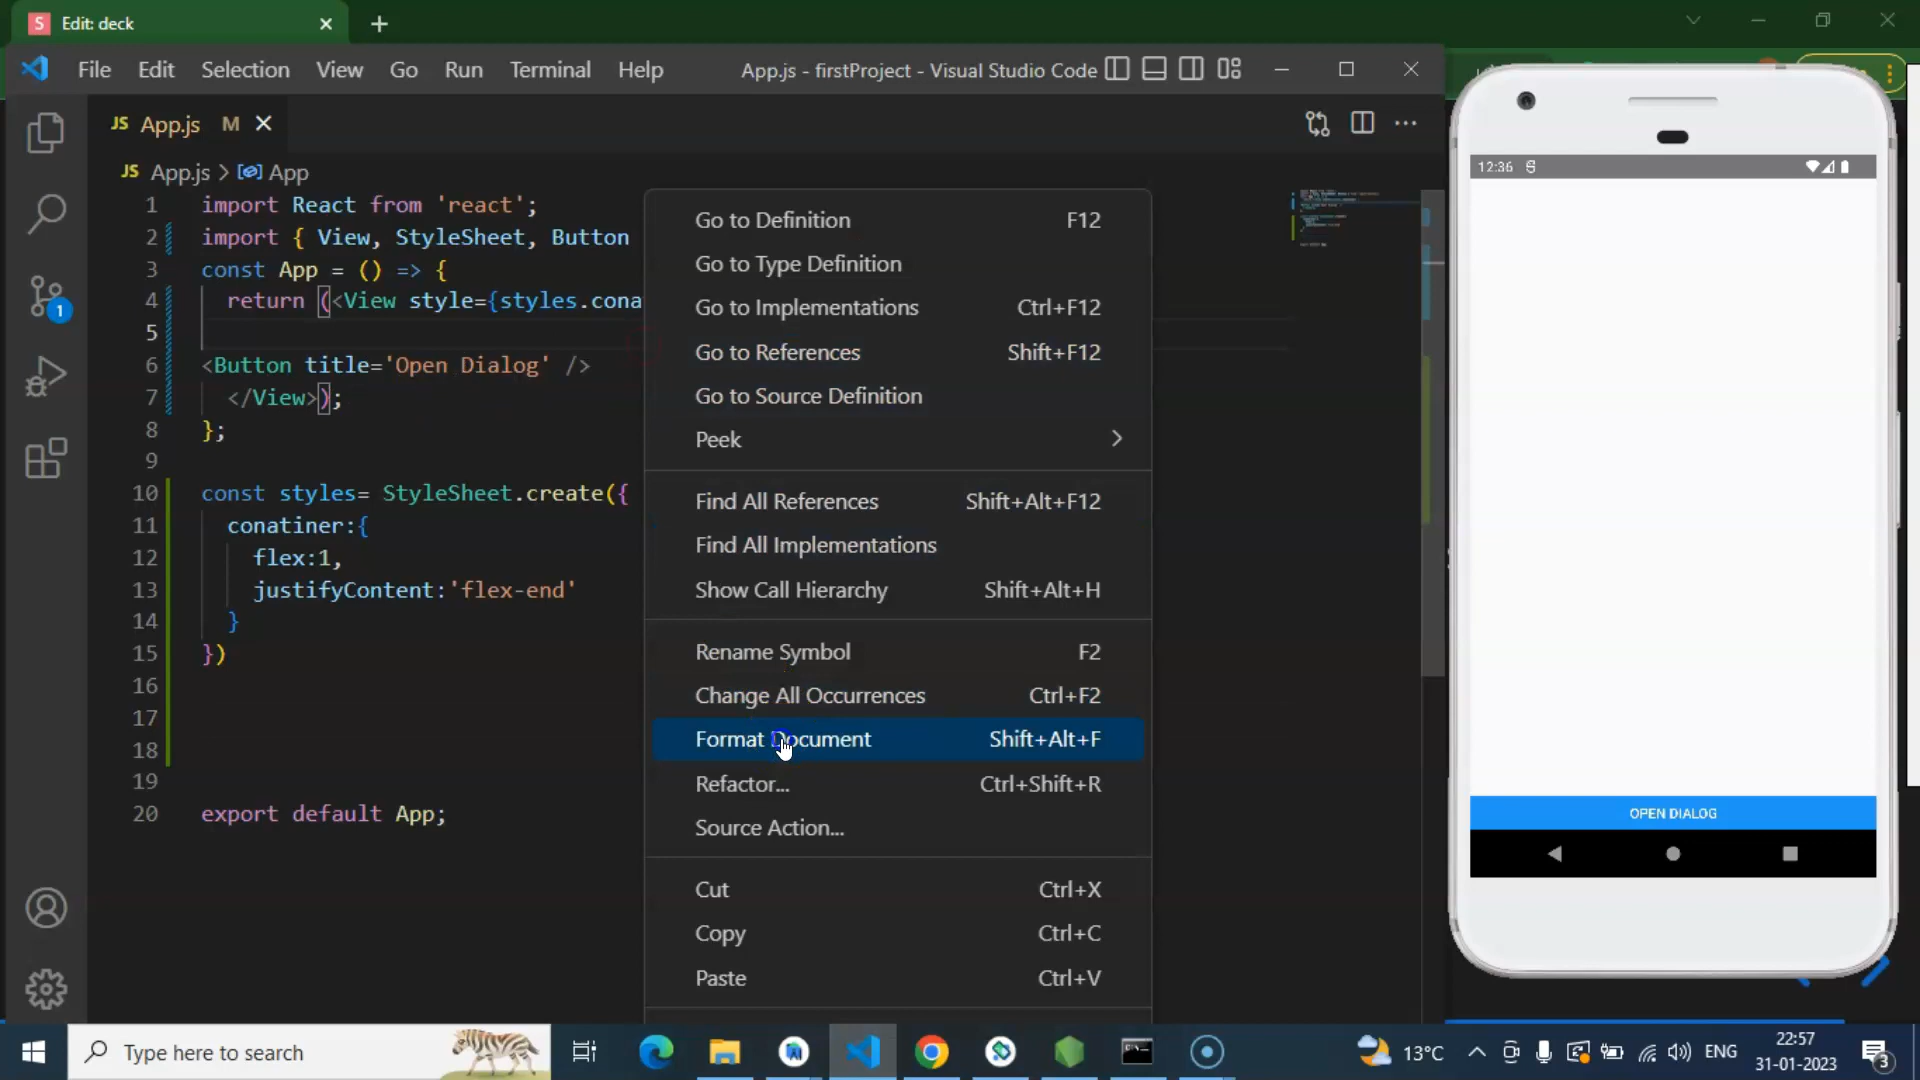 S Edit: deck
File Edit Selection View Go Run Terminal Help App.js - firstProject - Visual Studio Code
JS App.js M
JS App.js > App
1 import React from 'react';
2 import { View, StyleSheet, Button
3 const App = () => {
4 return (<View style={styles.cona
5
6 <Button title='Open Dialog' />
7 </View>);
8 };
9
10 const styles= StyleSheet.create({
11 conatiner:{
12 flex:1,
13 justifyContent:'flex-end'
14 }
15 })
16
17
18
19
20 export default App;
1
Go to Definition F12
Go to Type Definition
Go to Implementations Ctrl+F12
Go to References Shift+F12
Go to Source Definition
Peek
Find All References Shift+Alt+F12
Find All Implementations
Show Call Hierarchy Shift+Alt+H
Rename Symbol F2
Change All Occurrences Ctrl+F2
Format Document Shift+Alt+F
Refactor... Ctrl+Shift+R
Source Action...
Cut Ctrl+X
Copy Ctrl+C
Paste Ctrl+V
12:36
OPEN DIALOG
Type here to search
13°C
ENG
22:57
31-01-2023
3